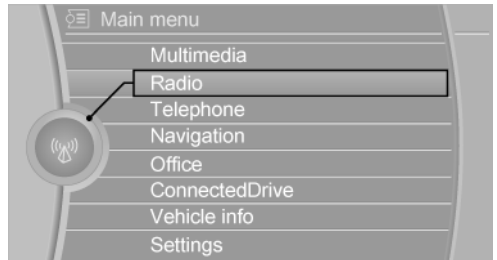 Main menu
Multimedia
Radio
Telephone
Navigation
Office
ConnectedDrive
Vehicle info
Settings